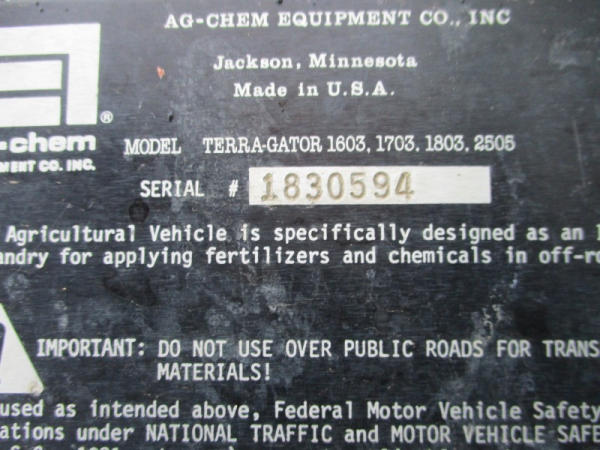 AG-CHEM EQUIPMENT CO., INC
Jackson, Minnesota
Made in U.S.A.
®
-chem
MENT CO. INC.
MODEL TERRA-GATOR 1603, 1703, 1803, 2505
SERIAL # 1830594
Agricultural Vehicle is specifically designed as an I
andry for applying fertilizers and chemicals in off-ro
IMPORTANT: DO NOT USE OVER PUBLIC ROADS FOR TRANS
MATERIALS!
used as intended above, Federal Motor Vehicle Safety
ations under NATIONAL TRAFFIC and MOTOR VEHICLE SAFE